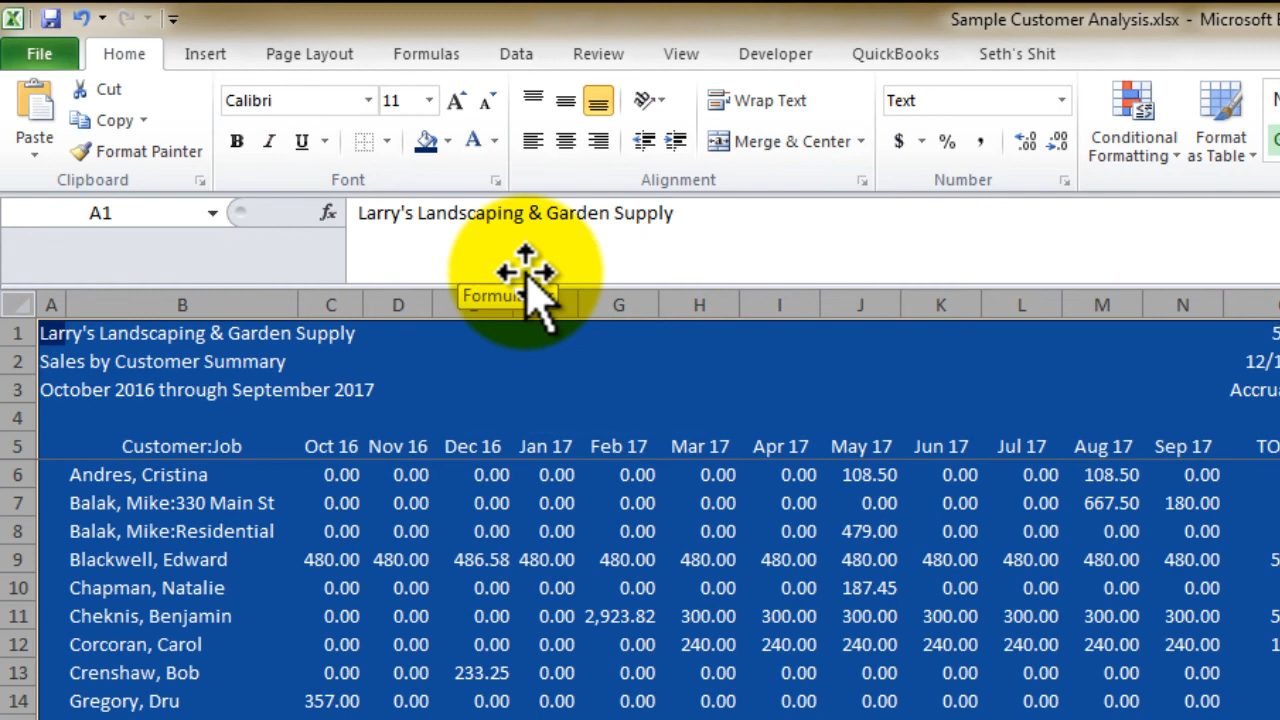 Sample Customer Analysis.xlsx - Microsoft E
File Home Insert Page Layout Formulas Data Review View Developer QuickBooks Seth's Shit
Cut
Copy
Format Painter
Paste
Clipboard
Calibri 11
B I U
Font
Wrap Text
Merge & Center
Alignment
Text
$ % , .0 .00 .00 .0
Number
Conditional Formatting
Format as Table
A1 fx Larry's Landscaping & Garden Supply
A B C D G H I J K L M N
1 Larry's Landscaping & Garden Supply 5
2 Sales by Customer Summary 12/1
3 October 2016 through September 2017 Accrua
4
5 Customer:Job Oct 16 Nov 16 Dec 16 Jan 17 Feb 17 Mar 17 Apr 17 May 17 Jun 17 Jul 17 Aug 17 Sep 17 TO
6 Andres, Cristina 0.00 0.00 0.00 0.00 0.00 0.00 0.00 108.50 0.00 0.00 108.50 0.00
7 Balak, Mike:330 Main St 0.00 0.00 0.00 0.00 0.00 0.00 0.00 0.00 0.00 0.00 667.50 180.00
8 Balak, Mike:Residential 0.00 0.00 0.00 0.00 0.00 0.00 0.00 479.00 0.00 0.00 0.00 0.00
9 Blackwell, Edward 480.00 480.00 486.58 480.00 480.00 480.00 480.00 480.00 480.00 480.00 480.00 480.00 5
10 Chapman, Natalie 0.00 0.00 0.00 0.00 0.00 0.00 0.00 187.45 0.00 0.00 0.00 0.00
11 Cheknis, Benjamin 0.00 0.00 0.00 0.00 2,923.82 300.00 300.00 300.00 300.00 300.00 300.00 300.00 5
12 Corcoran, Carol 0.00 0.00 0.00 0.00 0.00 240.00 240.00 240.00 240.00 240.00 240.00 240.00 1
13 Crenshaw, Bob 0.00 0.00 233.25 0.00 0.00 0.00 0.00 0.00 0.00 0.00 0.00 0.00
14 Gregory, Dru 357.00 0.00 0.00 0.00 0.00 0.00 0.00 0.00 0.00 0.00 0.00 0.00